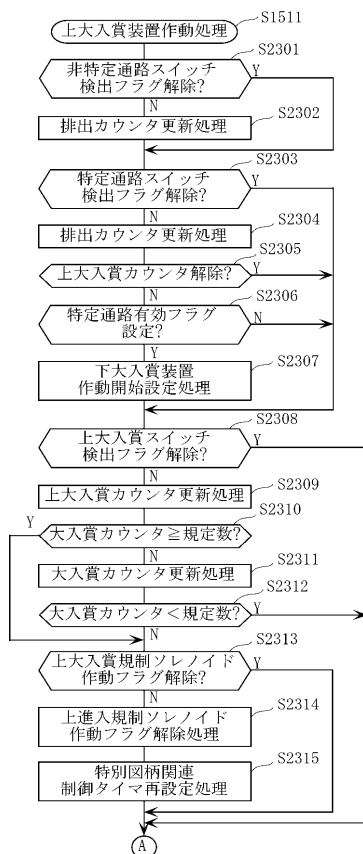 上大入賞装置作動処理
S1511
S2301
非特定通路スイッチ
検出フラグ解除?
Y
N
S2302
排出カウンタ更新処理
S2303
特定通路スイッチ
検出フラグ解除?
Y
N
S2304
排出カウンタ更新処理
S2305
上大入賞カウンタ解除?
Y
N
S2306
特定通路有効フラグ
設定?
N
Y
S2307
下大入賞装置
作動開始設定処理
S2308
上大入賞スイッチ
検出フラグ解除?
Y
N
S2309
上大入賞カウンタ更新処理
S2310
Y
大入賞カウンタ≧規定数?
N
S2311
大入賞カウンタ更新処理
S2312
大入賞カウンタ<規定数?
Y
N
S2313
上大入賞規制ソレノイド
作動フラグ解除?
Y
N
S2314
上進入規制ソレノイド
作動フラグ解除処理
S2315
特別図柄関連
制御タイマ再設定処理
A